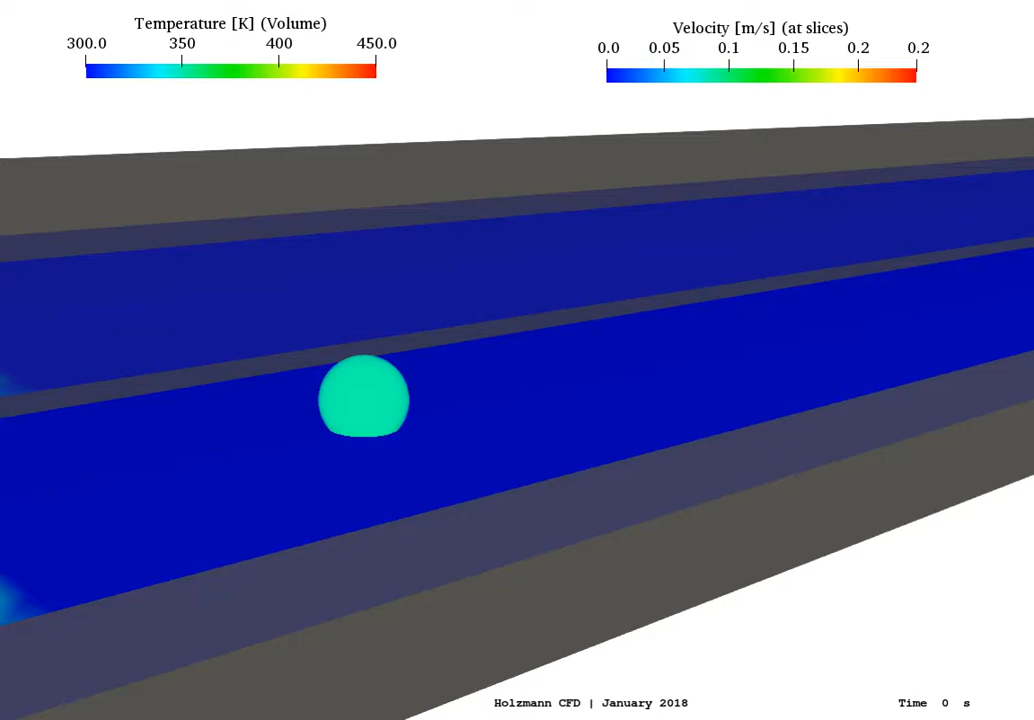 Temperature [K] (Volume)
300.0 350 400 450.0
Velocity [m/s] (at slices)
0.0 0.05 0.1 0.15 0.2 0.2
Holzmann CFD | January 2018
Time 0 s